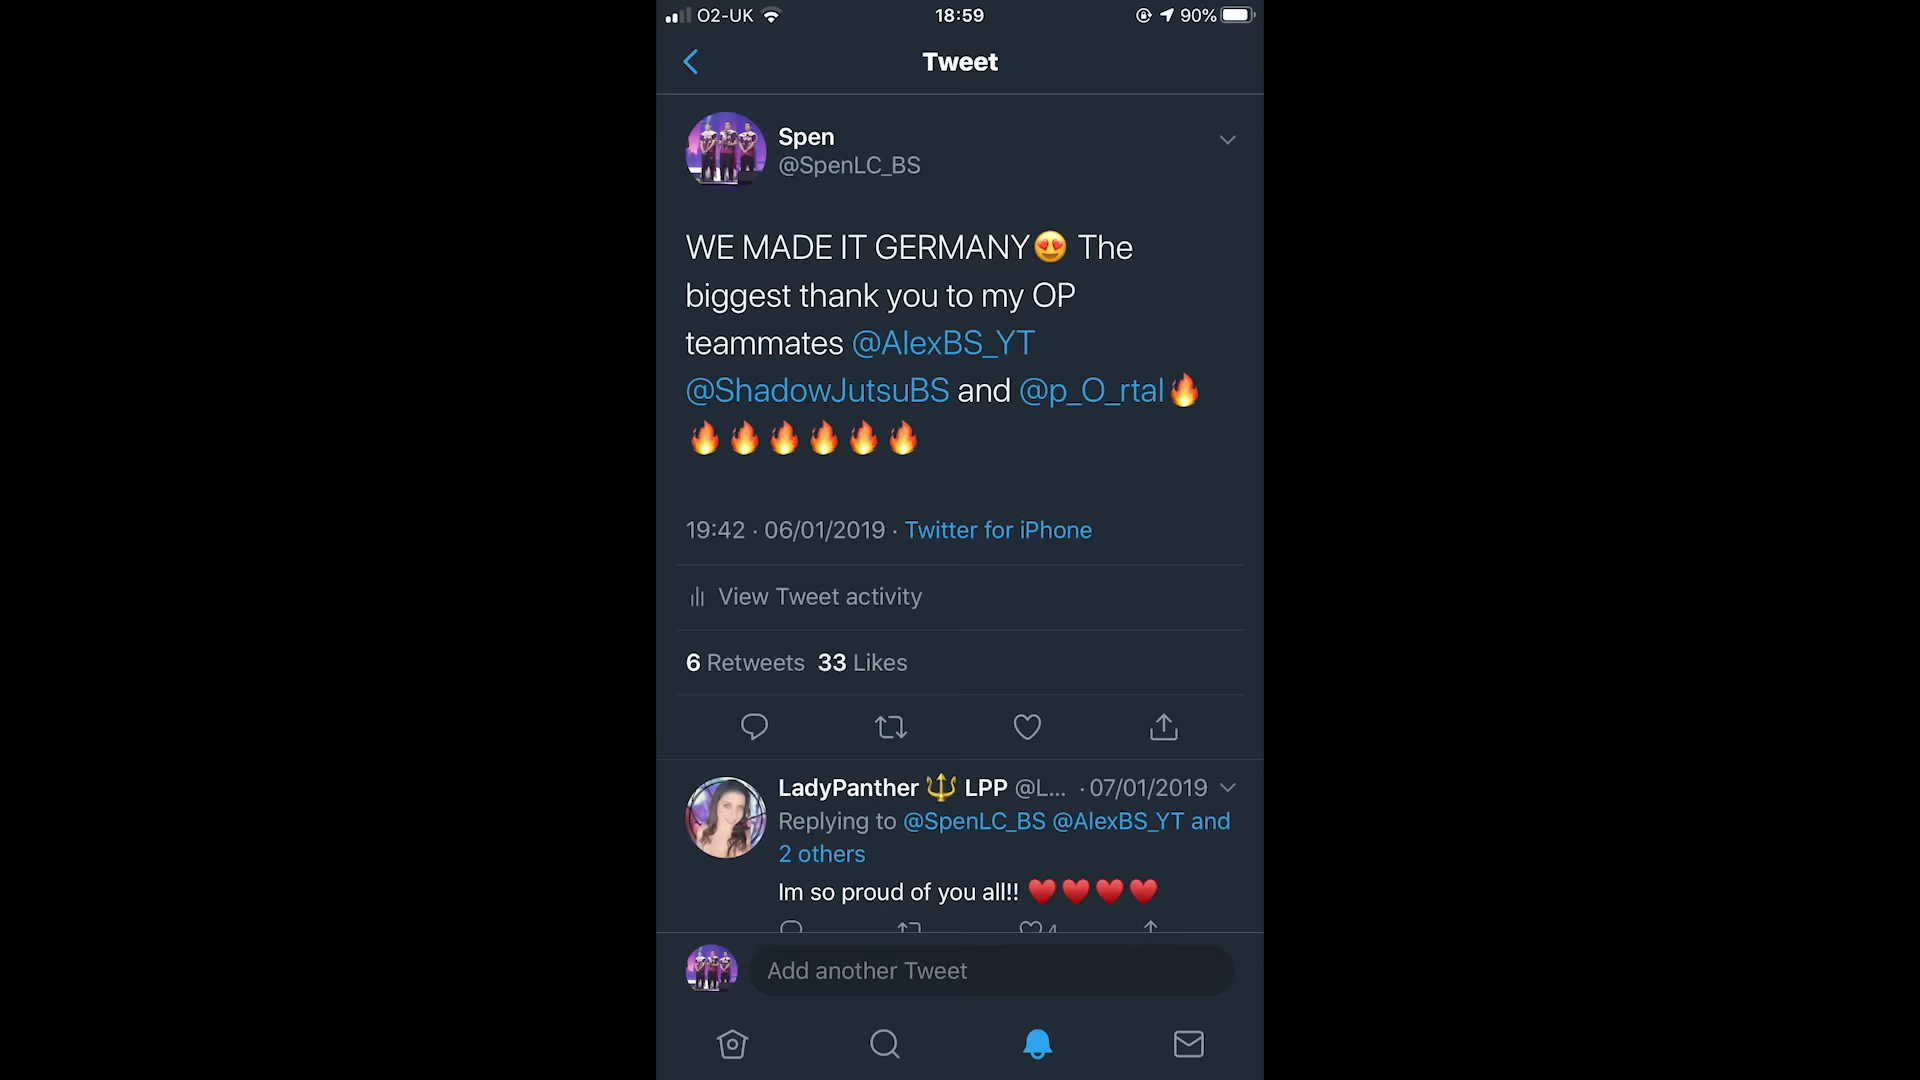 O2-UK 18:59 90%
Tweet
Spen
@SpenLC_BS
WE MADE IT GERMANY😍 The
biggest thank you to my OP
teammates @AlexBS_YT
@ShadowJutsuBS and @p_O_rtal🔥
🔥🔥🔥🔥🔥🔥
19:42 · 06/01/2019 · Twitter for iPhone
View Tweet activity
6 Retweets 33 Likes
LadyPanther 🔱 LPP @L... · 07/01/2019
Replying to @SpenLC_BS @AlexBS_YT and
2 others
Im so proud of you all!! ♥️♥️♥️♥️
4
Add another Tweet